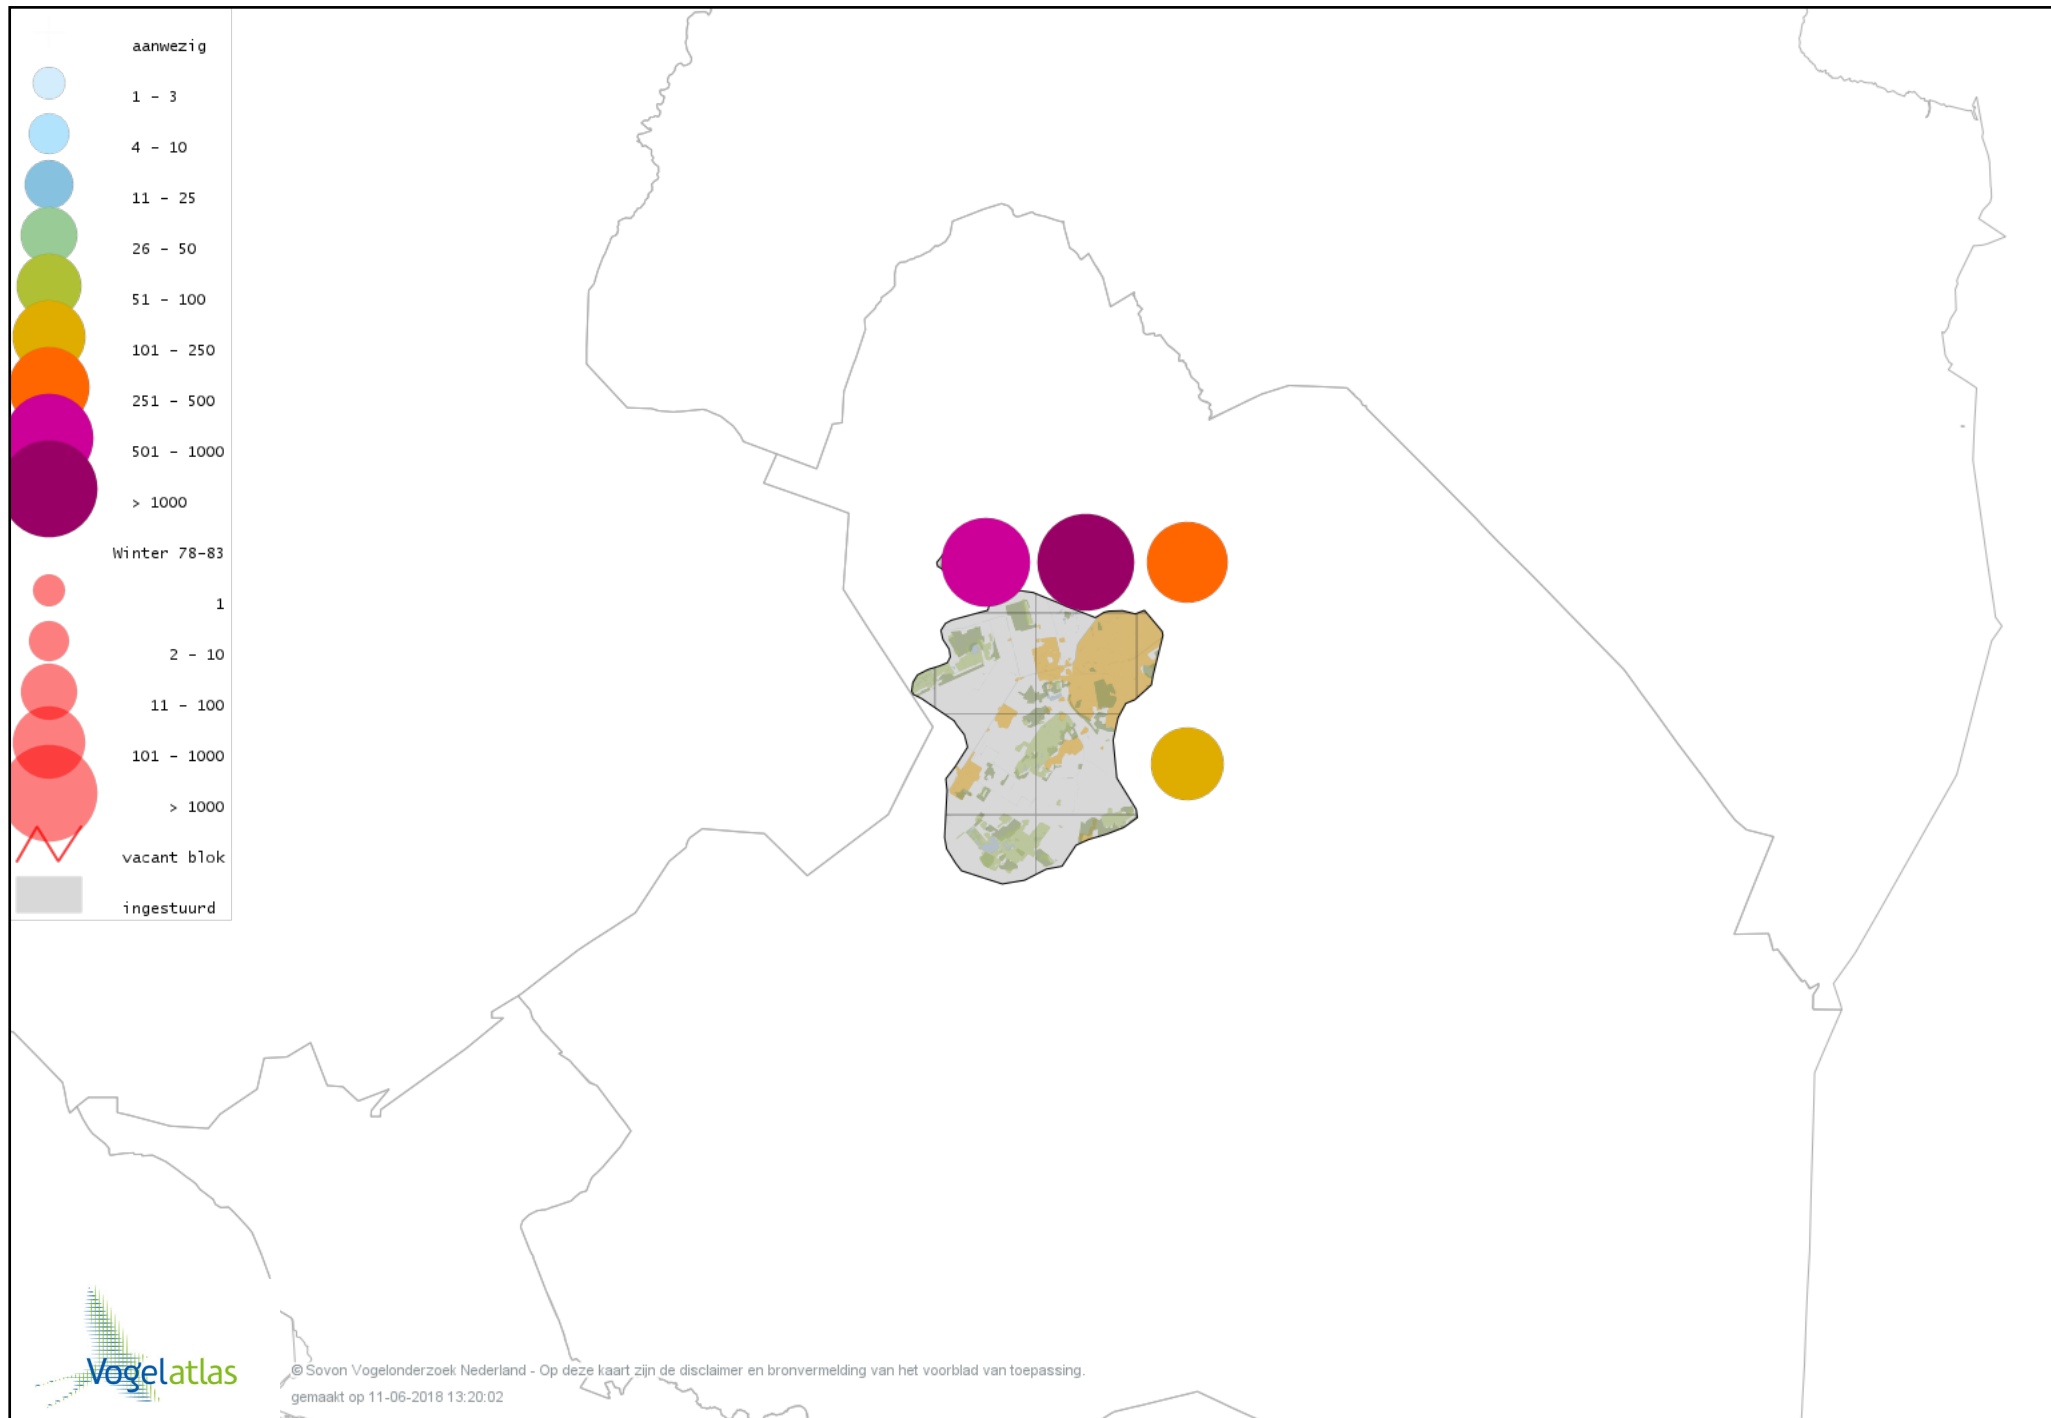 aanwezig
1 - 3
4 - 10
11 - 25
26 - 50
51 - 100
101 - 250
251 - 500
501 - 1000
> 1000
Winter 78-83
1
2 - 10
11 - 100
101 - 1000
> 1000
vacant blok
ingestuurd
Vogelatlas
© Sovon Vogelonderzoek Nederland - Op deze kaart zijn de disclaimer en bronvermelding van het voorblad van toepassing.
gemaakt op 11-06-2018 13:20:02